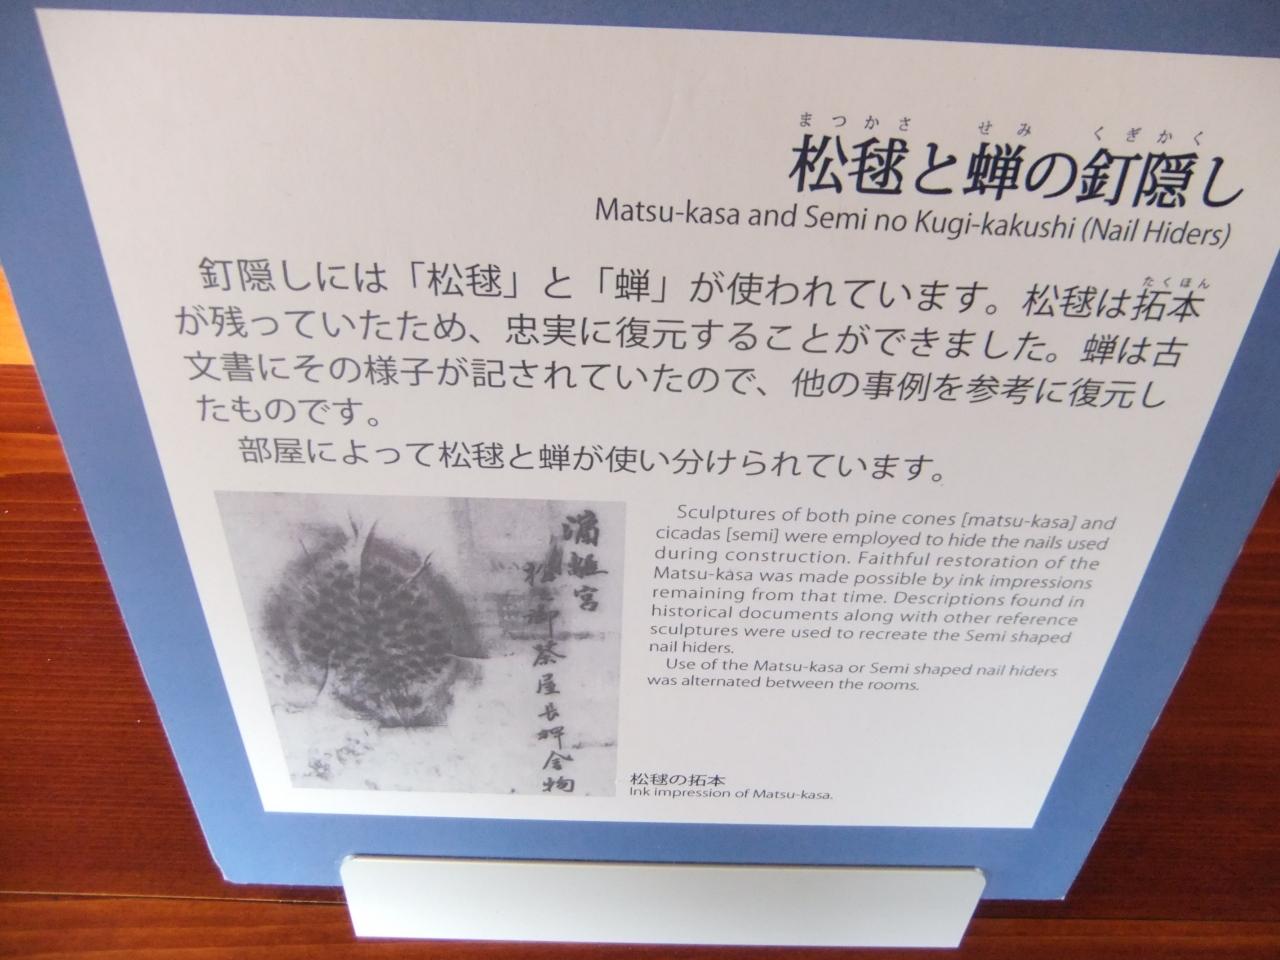 まつかさ せみ くぎかく
松毬と蝉の釘隠し
Matsu-kasa and Semi no Kugi-kakushi (Nail Hiders)
釘隠しには「松毬」と「蝉」が使われています。松毬は拓本
たくほん
が残っていたため、忠実に復元することができました。蝉は古
文書にその様子が記されていたので、他の事例を参考に復元し
たものです。
部屋によって松毬と蝉が使い分けられています。
Sculptures of both pine cones [matsu-kasa] and
cicadas [semi] were employed to hide the nails used
during construction. Faithful restoration of the
Matsu-kasa was made possible by ink impressions
remaining from that time. Descriptions found in
historical documents along with other reference
sculptures were used to recreate the Semi shaped
nail hiders.
Use of the Matsu-kasa or Semi shaped nail hiders
was alternated between the rooms.
宮
御茶屋長押金物
松毬の拓本
Ink impression of Matsu-kasa.